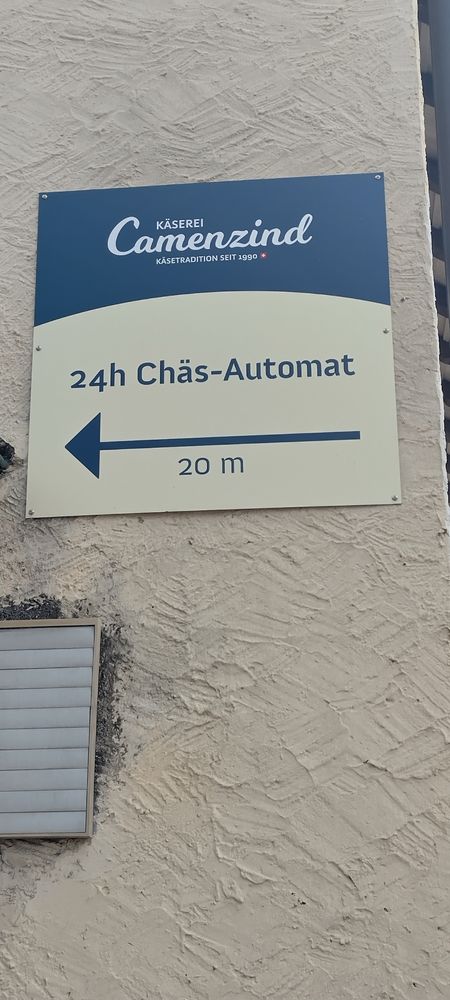 KÄSEREI
Camenzind
KÄSETRADITION SEIT 1990
24h Chäs-Automat
20 m